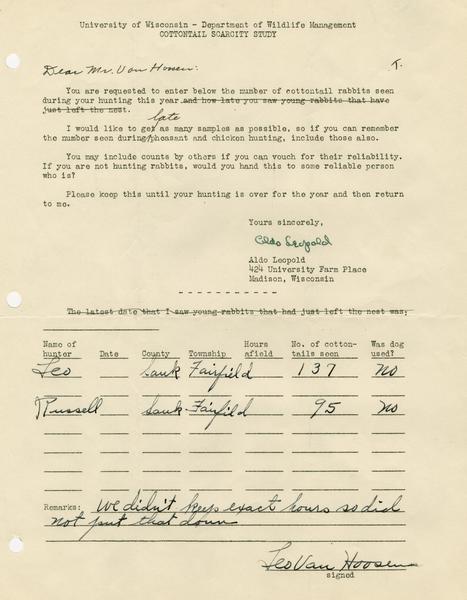 University of Wisconsin - Department of Wildlife Management
COTTONTAIL SCARCITY STUDY
Dear Mr. Van Hoosen: T.
You are requested to enter below the number of cottontail rabbits seen
during your hunting this year and how late you saw young rabbits that have
just left the nest.
late
I would like to get as many samples as possible, so if you can remember
the number seen during/pheasant and chicken hunting, include those also.
You may include counts by others if you can vouch for their reliability.
If you are not hunting rabbits, would you hand this to some reliable person
who is?
Please keep this until your hunting is over for the year and then return
to me.
Yours sincerely,
Aldo Leopold
Aldo Leopold
424 University Farm Place
Madison, Wisconsin
- - - - - - - - - - -
The latest date that I saw young rabbits that had just left the nest was:
Name of hunter Date County Township Hours afield No. of cotton-tails seen Was dog used?
Leo Sauk Fairfield 137 no
Russell Sauk Fairfield 95 no
Remarks: we didn't keep exact hours so did
not put that down
Leo Van Hoosen
signed